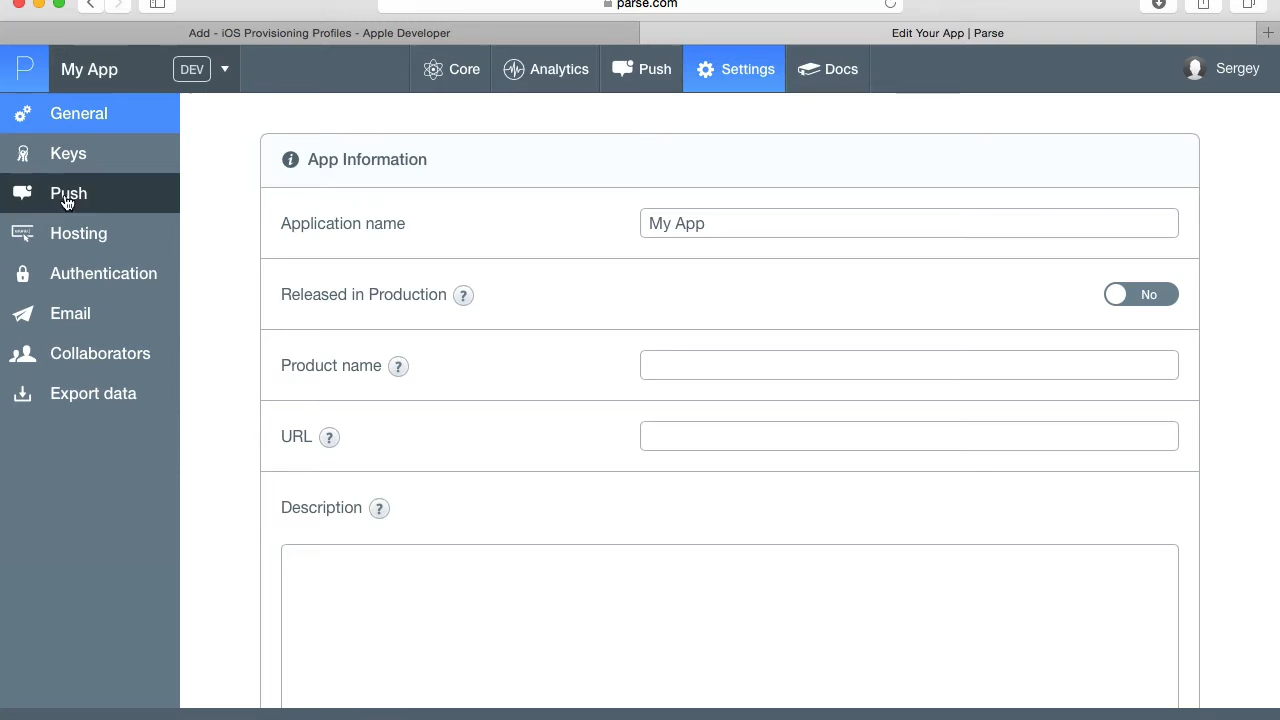 parse.com
Add - iOS Provisioning Profiles - Apple Developer
Edit Your App | Parse
My App
DEV
Core
Analytics
Push
Settings
Docs
Sergey
General
Keys
Push
Hosting
Authentication
Email
Collaborators
Export data
App Information
Application name
My App
Released in Production ?
No
Product name ?
URL ?
Description ?